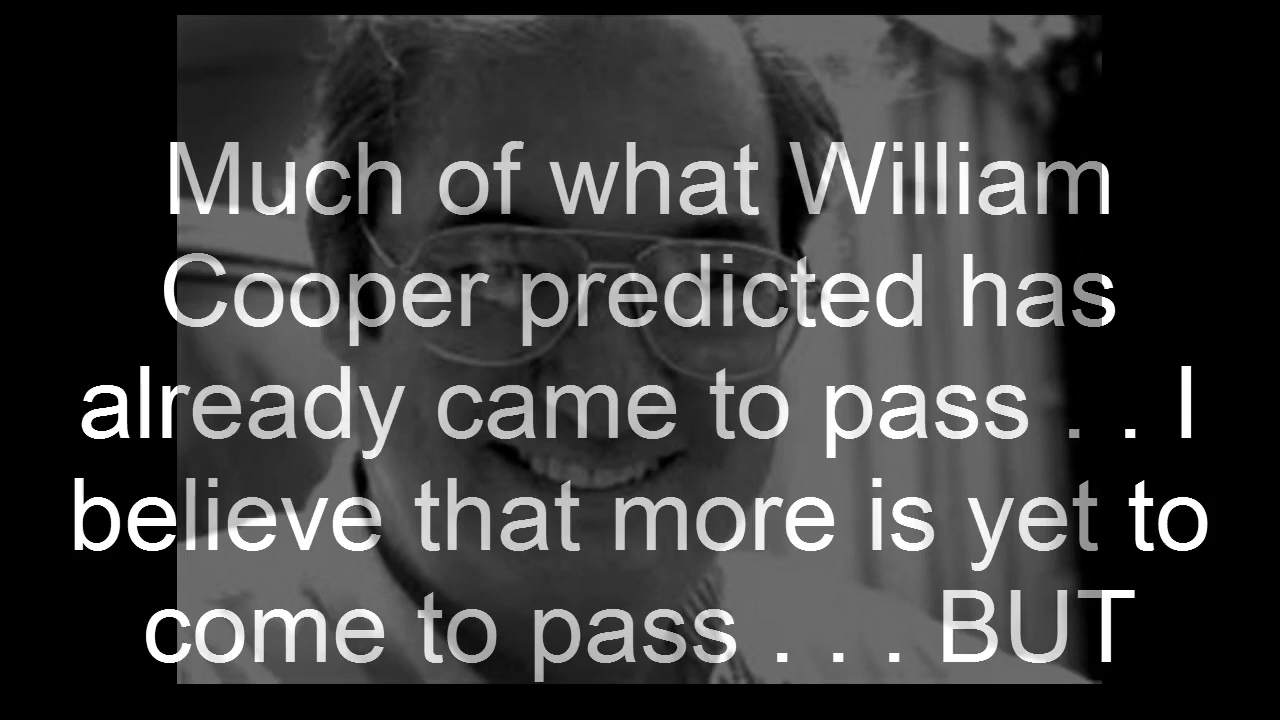 Much of what William
Cooper predicted has
already came to pass . . I
believe that more is yet to
come to pass . . . BUT